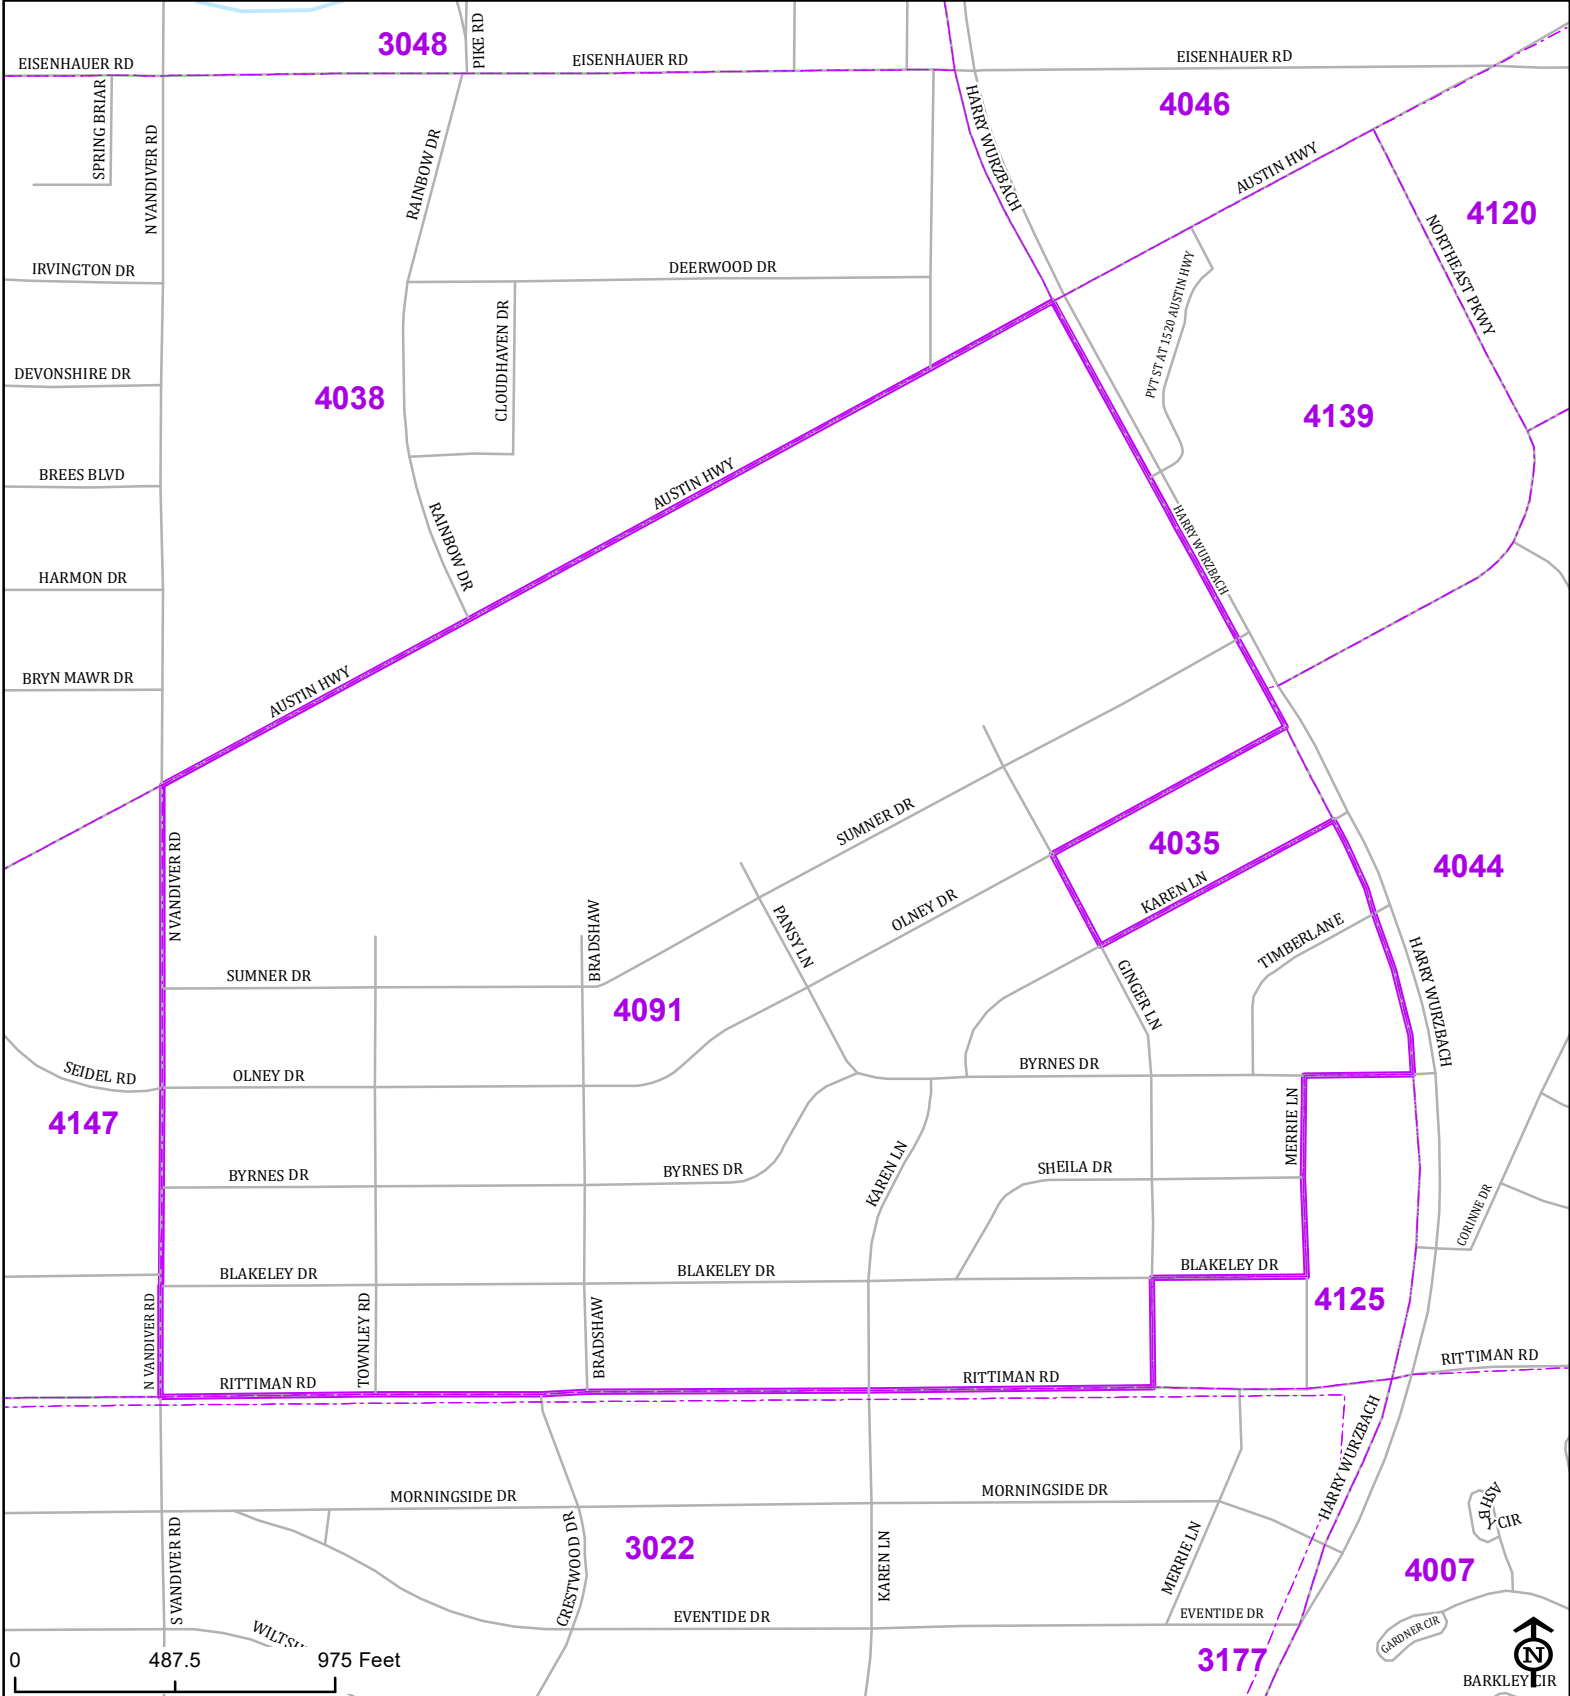 3048
PIKE RD
EISENHAUER RD
EISENHAUER RD
EISENHAUER RD
SPRING BRIAR
N VANDIVER RD
RAINBOW DR
HARRY WURZBACH
4046
AUSTIN HWY
4120
NORTHEAST PKWY
IRVINGTON DR
DEERWOOD DR
PVT ST AT 1520 AUSTIN HWY
CLOUDHAVEN DR
DEVONSHIRE DR
4038
4139
BREES BLVD
AUSTIN HWY
RAINBOW DR
HARRY WURZBACH
HARMON DR
BRYN MAWR DR
AUSTIN HWY
SUMNER DR
4035
4044
N VANDIVER RD
KAREN LN
OLNEY DR
PANSY LN
BRADSHAW
TIMBERLANE
HARRY WURZBACH
SUMNER DR
4091
GINGER LN
SEIDEL RD
OLNEY DR
BYRNES DR
4147
MERRIE LN
BYRNES DR
BYRNES DR
KAREN LN
SHEILA DR
CORINNE DR
BLAKELEY DR
BLAKELEY DR
BLAKELEY DR
4125
N VANDIVER RD
TOWNLEY RD
BRADSHAW
RITTIMAN RD
RITTIMAN RD
RITTIMAN RD
HARRY WURZBACH
MORNINGSIDE DR
MORNINGSIDE DR
ASHB
Y CIR
S VANDIVER RD
CRESTWOOD DR
3022
KAREN LN
MERRIE LN
4007
EVENTIDE DR
EVENTIDE DR
GARDNER CIR
3177
0 487.5 975 Feet
N
BARKLEY CIR